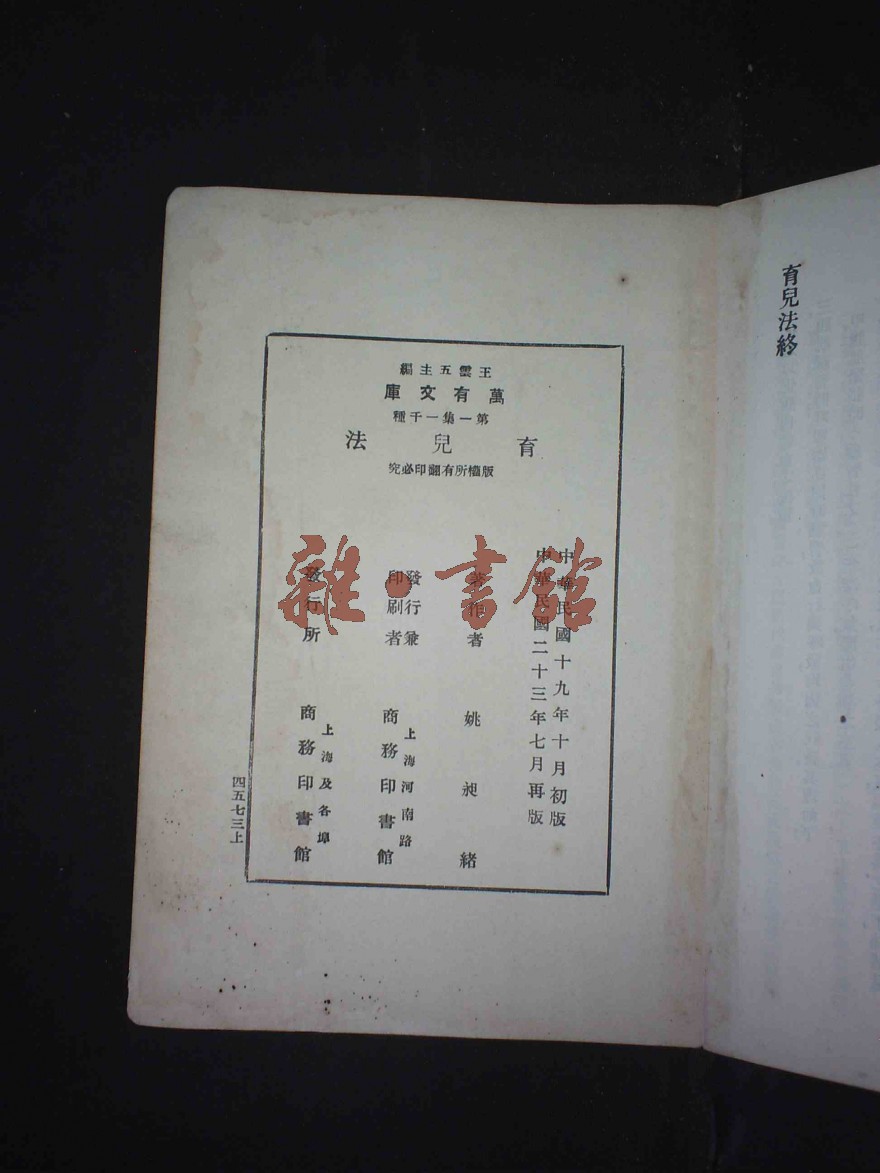 育兒法終
王雲五主編
萬有文庫
第一集一千種
育兒法
版權所有翻印必究
中華民國十九年十月初版
中華民國二十三年七月再版
著作者 姚昶緒
發行兼
印刷者
上海河南路
商務印書館
發行所
上海及各埠
商務印書館
四五七三上
雜·書館